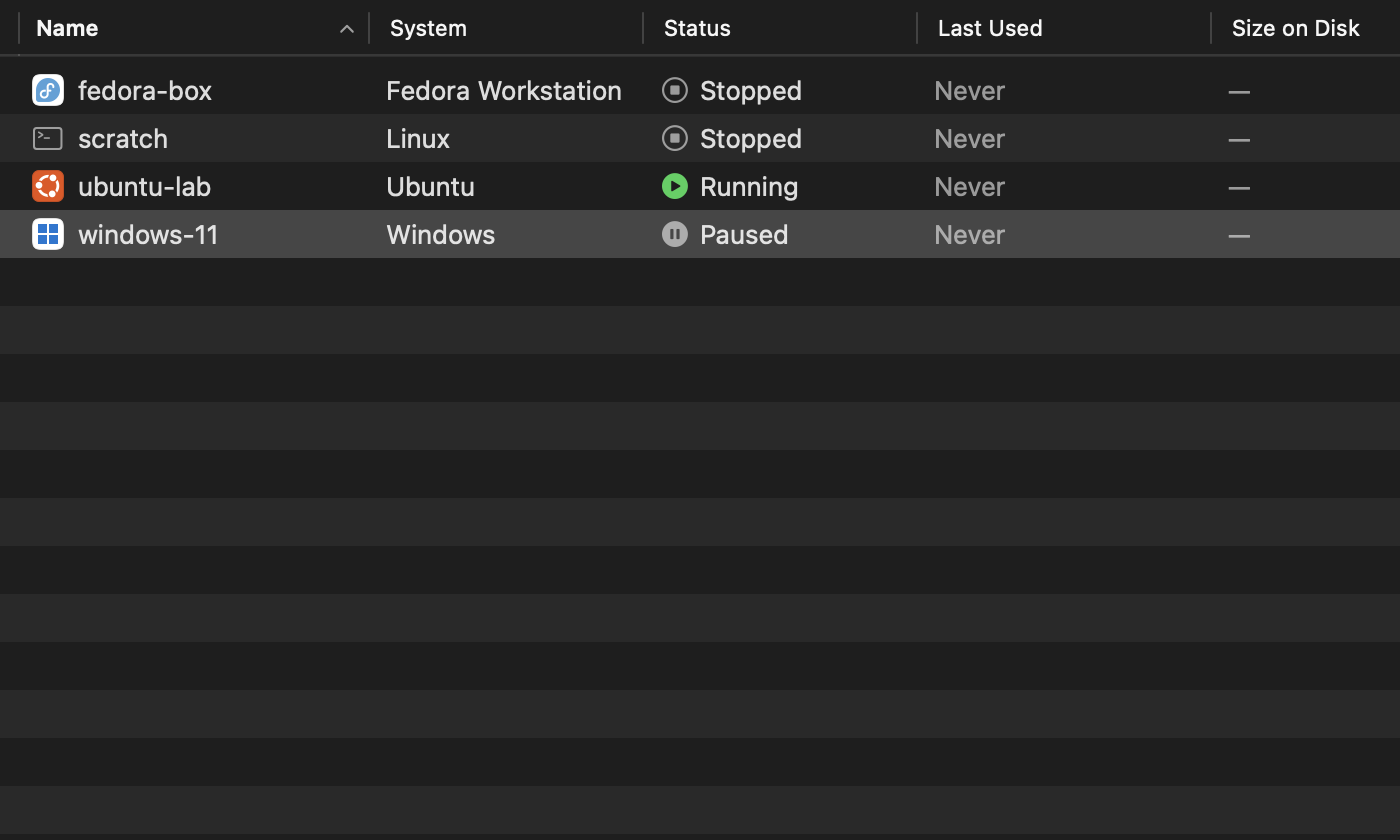 Name System Status Last Used Size on Disk
fedora-box Fedora Workstation Stopped Never —
scratch Linux Stopped Never —
ubuntu-lab Ubuntu Running Never —
windows-11 Windows Paused Never —